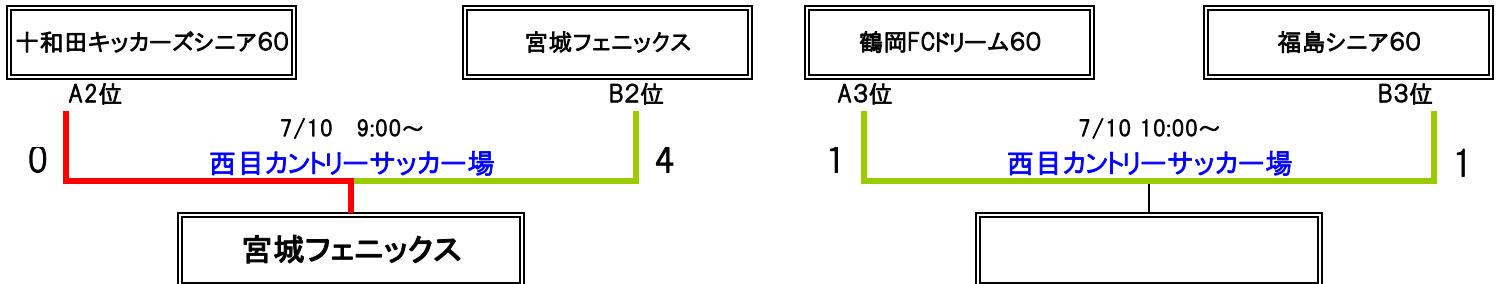 十和田キッカーズシニア60
宮城フェニックス
鶴岡FCドリーム60
福島シニア60
A2位
B2位
A3位
B3位
7/10 9:00～
7/10 10:00～
0
西目カントリーサッカー場
4
1
西目カントリーサッカー場
1
宮城フェニックス